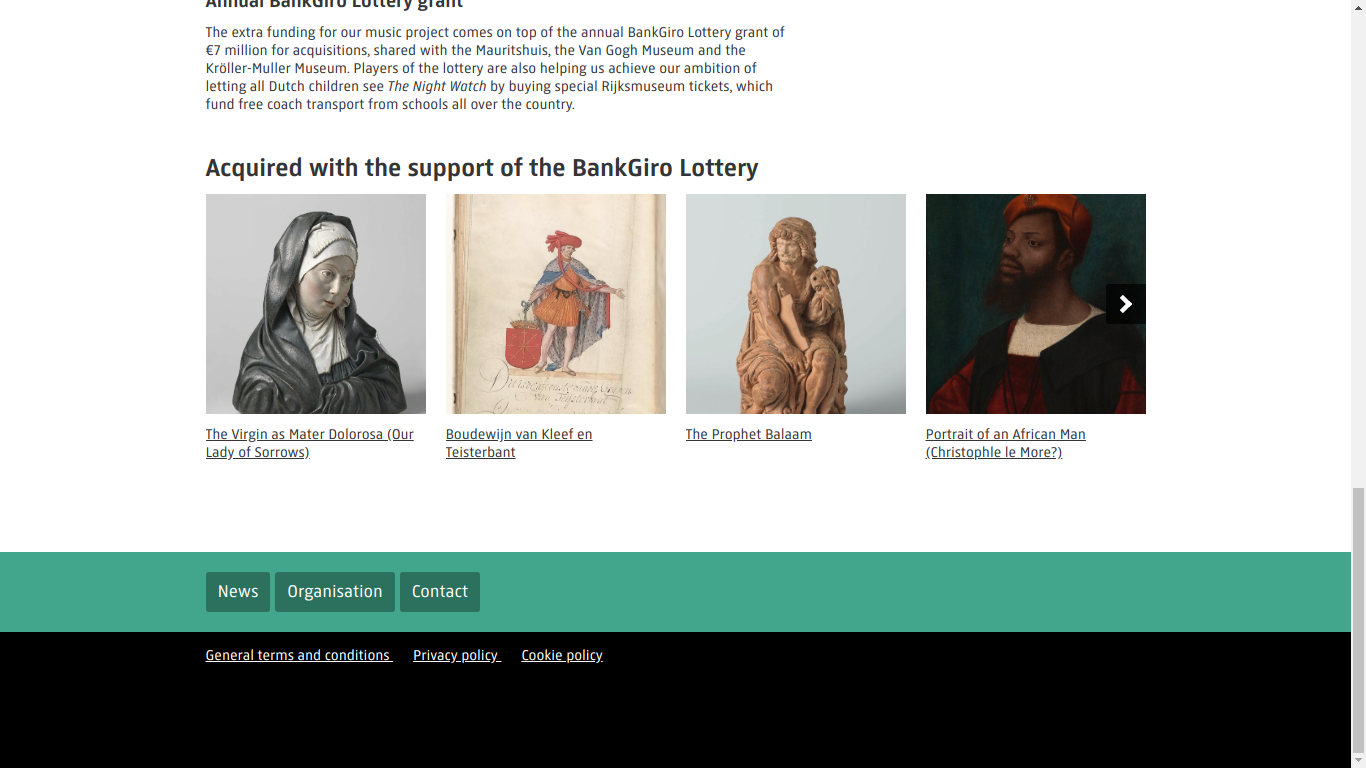 Annual BankGiro Lottery grant
The extra funding for our music project comes on top of the annual BankGiro Lottery grant of
€7 million for acquisitions, shared with the Mauritshuis, the Van Gogh Museum and the
Kröller-Muller Museum. Players of the lottery are also helping us achieve our ambition of
letting all Dutch children see The Night Watch by buying special Rijksmuseum tickets, which
fund free coach transport from schools all over the country.
Acquired with the support of the BankGiro Lottery
The Virgin as Mater Dolorosa (Our
Lady of Sorrows)
Boudewijn van Kleef en
Teisterbant
The Prophet Balaam
Portrait of an African Man
(Christophle le More?)
News
Organisation
Contact
General terms and conditions
Privacy policy
Cookie policy